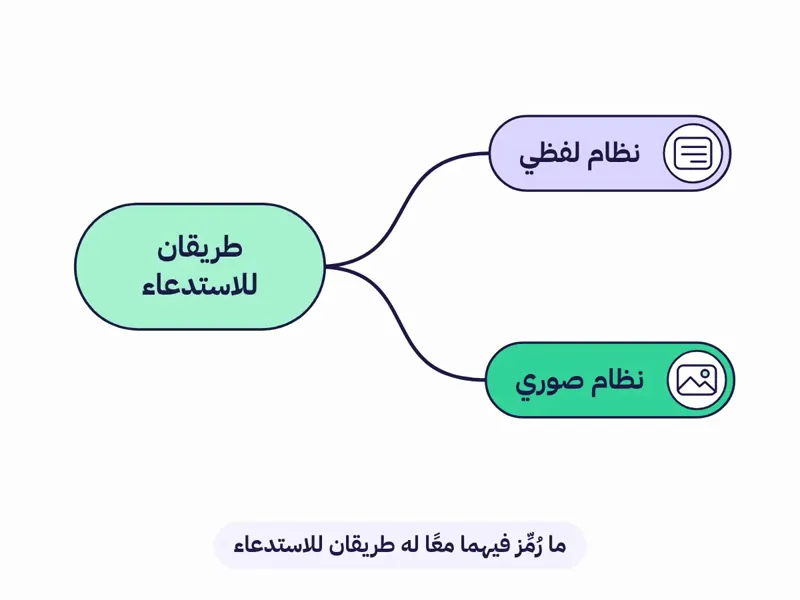 نظام لفظي
طريقان
للاستدعاء
نظام صوري
ما رُمِّز فيهما معًا له طريقان للاستدعاء